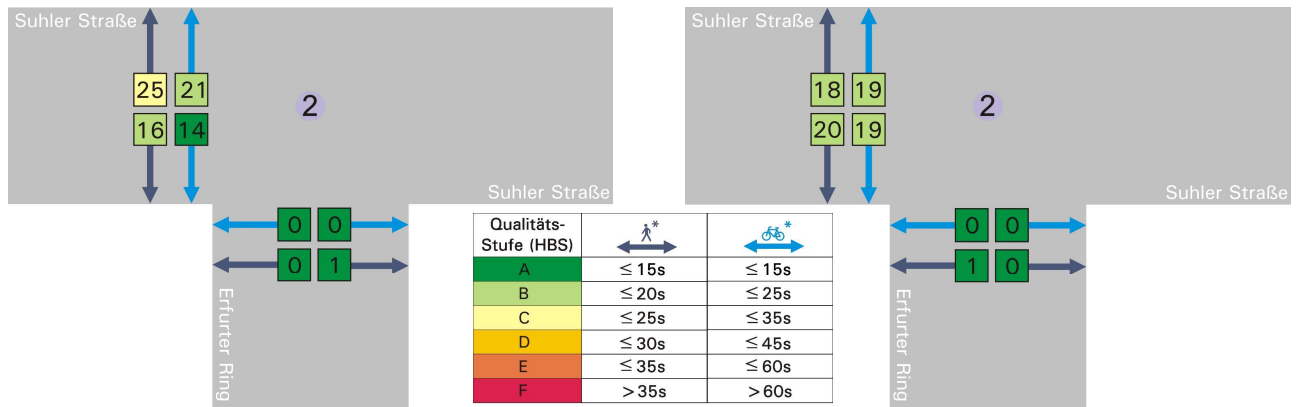 Suhler Straße
25 21
16 14
2
Suhler Straße
0 0
0 1
Erfurter Ring
Qualitäts-
Stufe (HBS) * *
A ≤ 15s ≤ 15s
B ≤ 20s ≤ 25s
C ≤ 25s ≤ 35s
D ≤ 30s ≤ 45s
E ≤ 35s ≤ 60s
F > 35s > 60s
Suhler Straße
18 19
20 19
2
Suhler Straße
0 0
1 0
Erfurter Ring